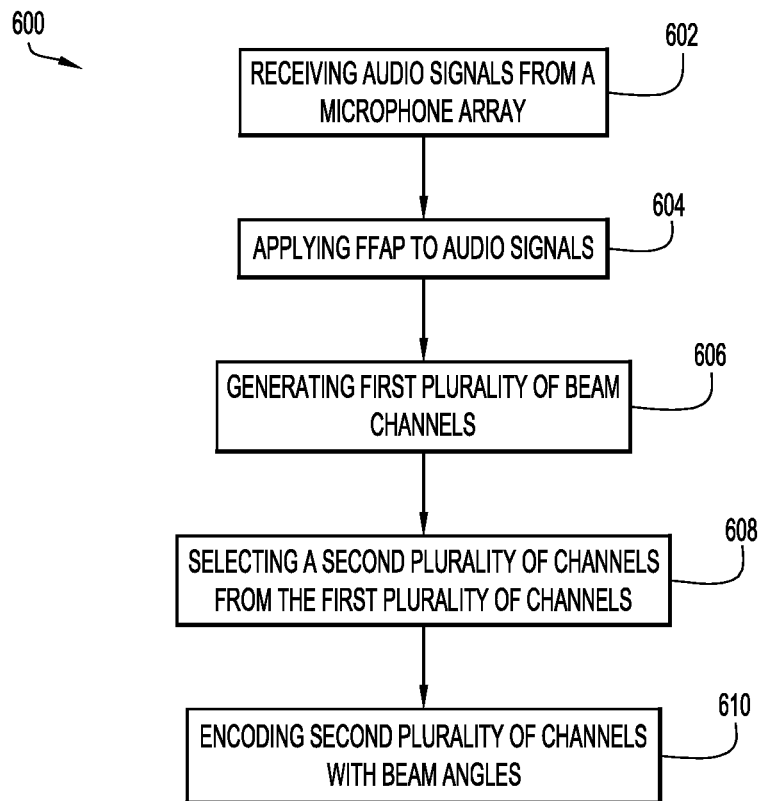 600
RECEIVING AUDIO SIGNALS FROM A
MICROPHONE ARRAY
602
APPLYING FFAP TO AUDIO SIGNALS
604
GENERATING FIRST PLURALITY OF BEAM
CHANNELS
606
SELECTING A SECOND PLURALITY OF CHANNELS
FROM THE FIRST PLURALITY OF CHANNELS
608
ENCODING SECOND PLURALITY OF CHANNELS
WITH BEAM ANGLES
610